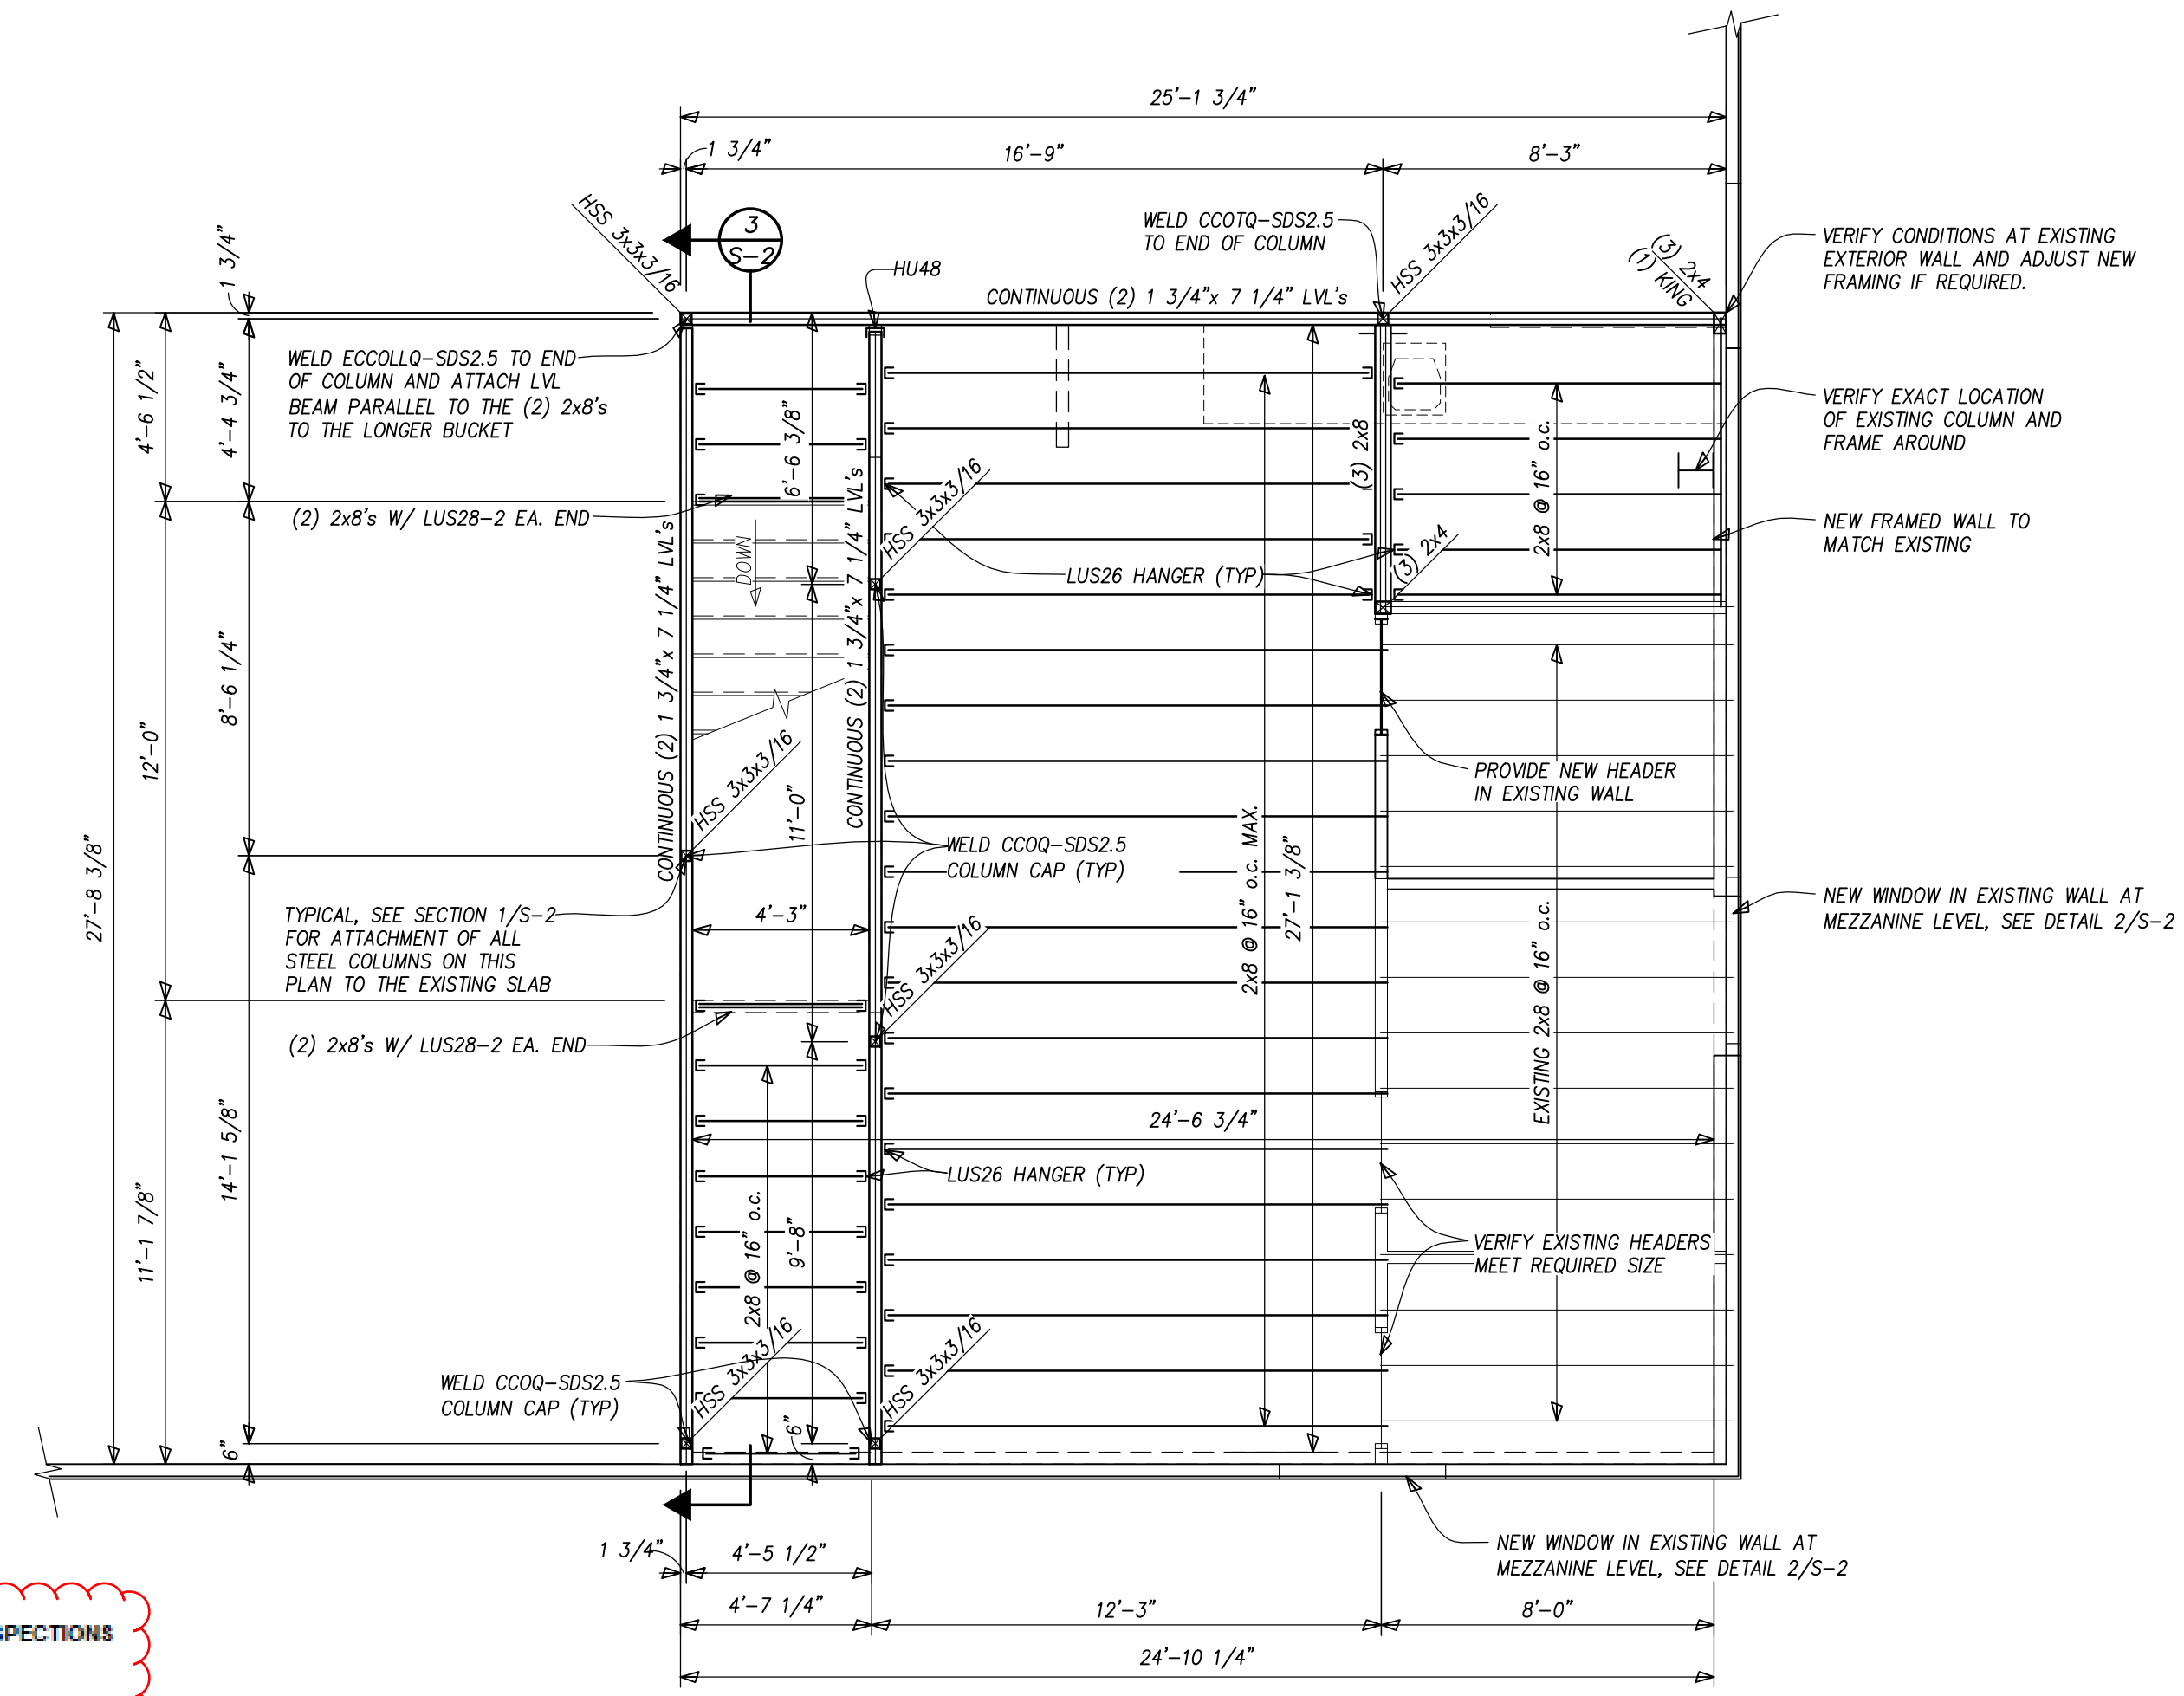 25'-1 3/4"
1 3/4"
16'-9"
8'-3"
HSS 3x3x3/16
3
S-2
HU48
WELD CCOTQ-SDS2.5
TO END OF COLUMN
HSS 3x3x3/16
(3) 2x4
(1) KING
VERIFY CONDITIONS AT EXISTING
EXTERIOR WALL AND ADJUST NEW
FRAMING IF REQUIRED.
CONTINUOUS (2) 1 3/4"x 7 1/4" LVL's
1 3/4"
4'-6 1/2"
4'-4 3/4"
WELD ECCOLLQ-SDS2.5 TO END
OF COLUMN AND ATTACH LVL
BEAM PARALLEL TO THE (2) 2x8's
TO THE LONGER BUCKET
6'-6 3/8"
(3) 2x8
2x8 @ 16" o.c.
VERIFY EXACT LOCATION
OF EXISTING COLUMN AND
FRAME AROUND
(2) 2x8's W/ LUS28-2 EA. END
DOWN
CONTINUOUS (2) 1 3/4"x 7 1/4" LVL's
CONTINUOUS (2) 1 3/4"x 7 1/4" LVL's
HSS 3x3x3/16
LUS26 HANGER (TYP)
(3) 2x4
NEW FRAMED WALL TO
MATCH EXISTING
27'-8 3/8"
12'-0"
8'-6 1/4"
HSS 3x3x3/16
11'-0"
PROVIDE NEW HEADER
IN EXISTING WALL
WELD CCOQ-SDS2.5
COLUMN CAP (TYP)
2x8 @ 16" o.c. MAX.
27'-1 3/8"
EXISTING 2x8 @ 16" o.c.
NEW WINDOW IN EXISTING WALL AT
MEZZANINE LEVEL, SEE DETAIL 2/S-2
TYPICAL, SEE SECTION 1/S-2
FOR ATTACHMENT OF ALL
STEEL COLUMNS ON THIS
PLAN TO THE EXISTING SLAB
4'-3"
HSS 3x3x3/16
(2) 2x8's W/ LUS28-2 EA. END
24'-6 3/4"
11'-1 7/8"
14'-1 5/8"
LUS26 HANGER (TYP)
2x8 @ 16" o.c.
9'-8"
VERIFY EXISTING HEADERS
MEET REQUIRED SIZE
WELD CCOQ-SDS2.5
COLUMN CAP (TYP)
HSS 3x3x3/16
HSS 3x3x3/16
6"
6"
1 3/4"
4'-5 1/2"
NEW WINDOW IN EXISTING WALL AT
MEZZANINE LEVEL, SEE DETAIL 2/S-2
4'-7 1/4"
12'-3"
8'-0"
24'-10 1/4"